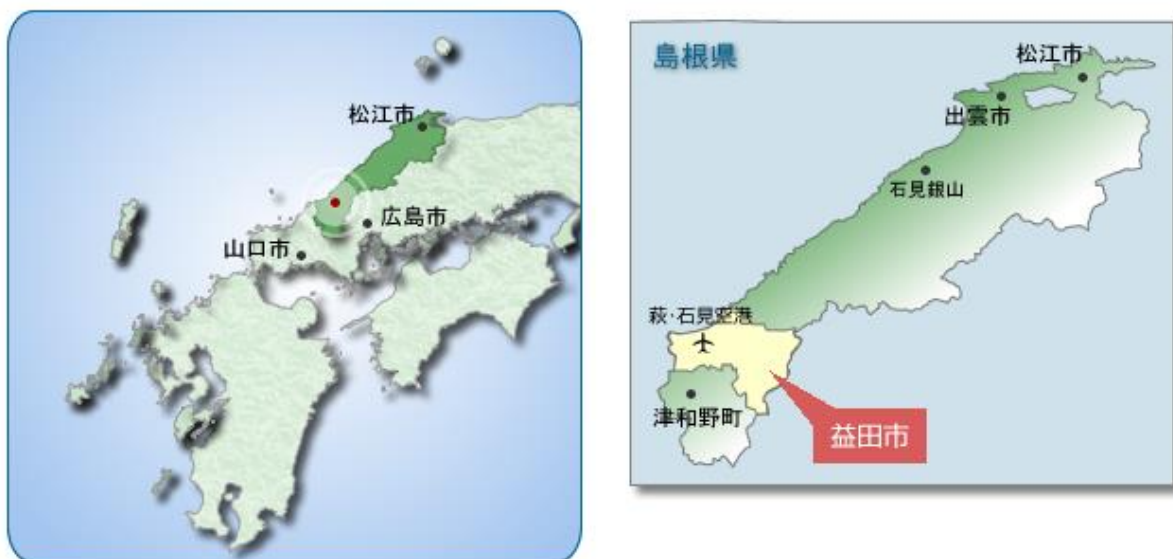 松江市
広島市
山口市
島根県
松江市
出雲市
石見銀山
萩・石見空港
津和野町
益田市